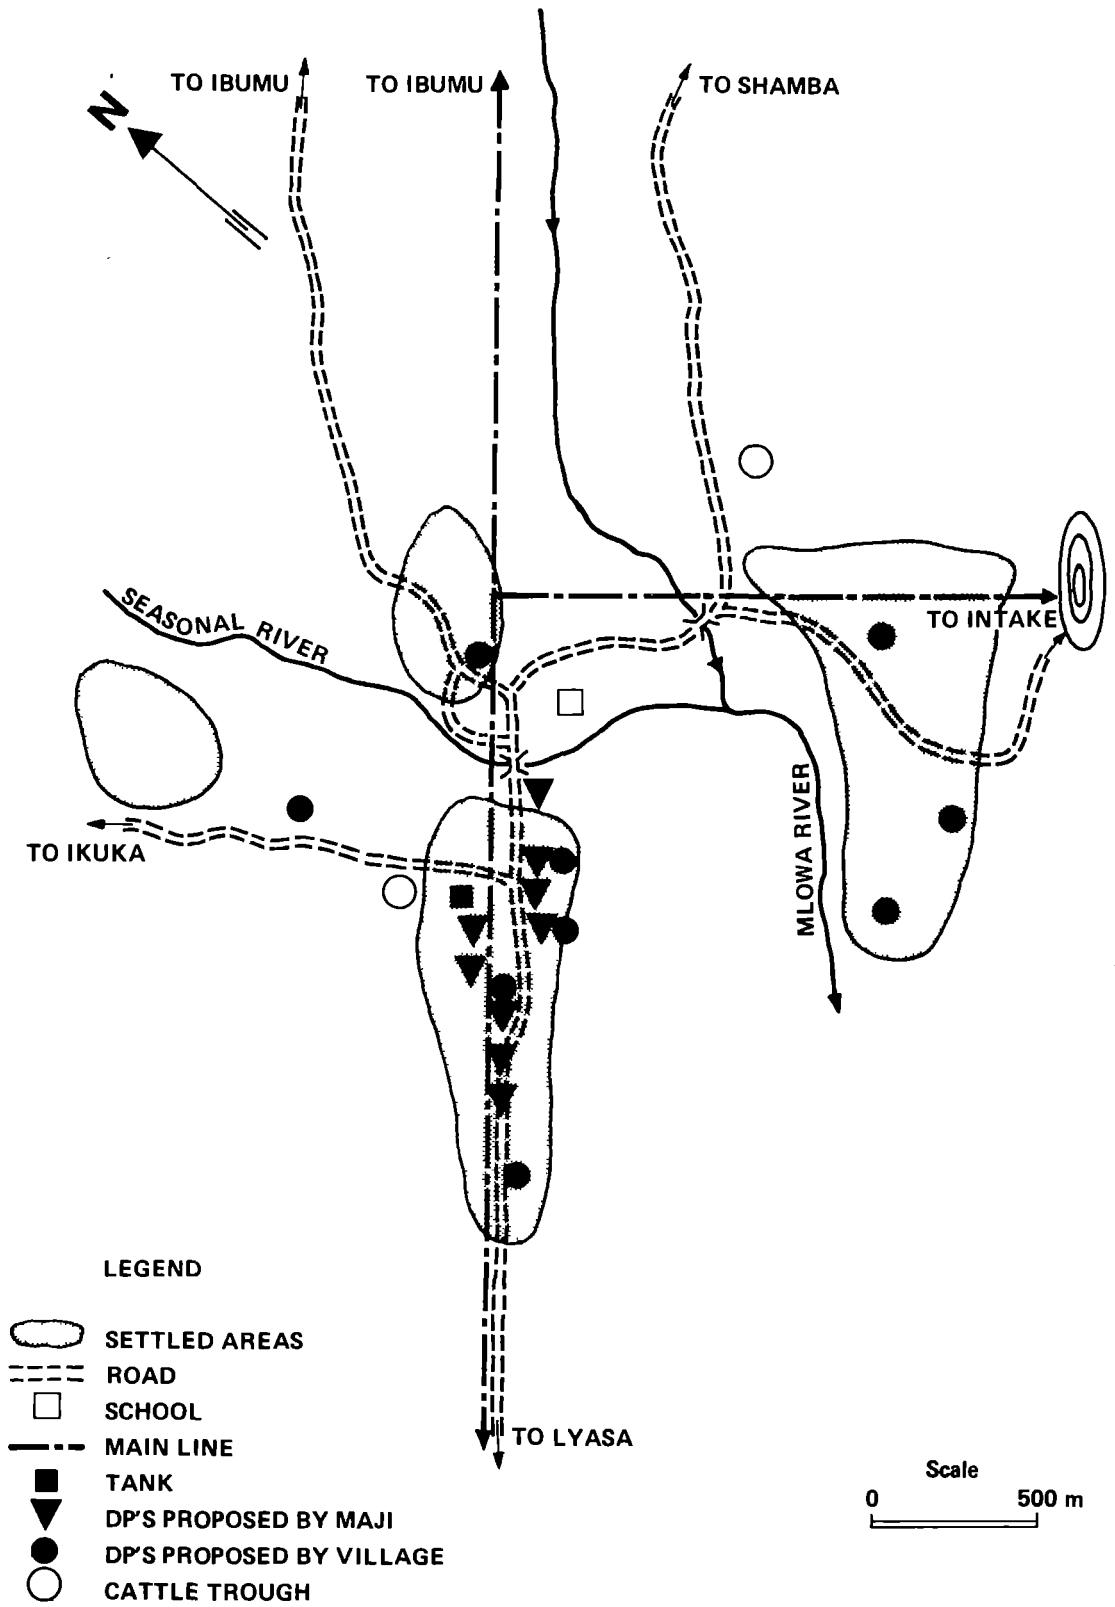 TO IBUMU
TO IBUMU
TO SHAMBA
N
SEASONAL RIVER
TO INTAKE
MLOWA RIVER
TO IKUKA
LEGEND
SETTLED AREAS
ROAD
SCHOOL
MAIN LINE
TANK
DP'S PROPOSED BY MAJI
DP'S PROPOSED BY VILLAGE
CATTLE TROUGH
TO LYASA
Scale
0 500 m